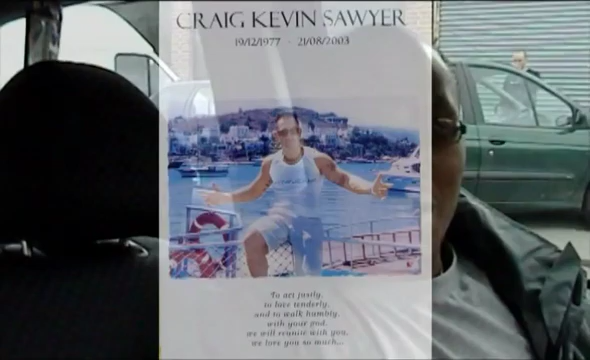 CRAIG KEVIN SAWYER
19/12/1977 - 21/08/2003
To act justly,
to love tenderly,
and to walk humbly,
with your god,
we will reunite with you,
we love you so much...